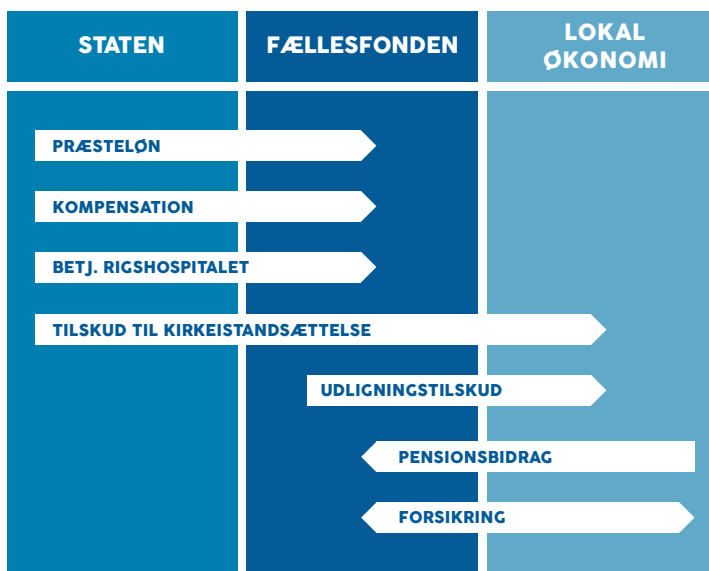 STATEN
FÆLLESFONDEN
LOKAL
ØKONOMI
PRÆSTELØN
KOMPENSATION
BETJ. RIGSHOSPITALET
TILSKUD TIL KIRKEISTANDSÆTTELSE
UDLIGNINGSTILSKUD
PENSIONSBIDRAG
FORSIKRING